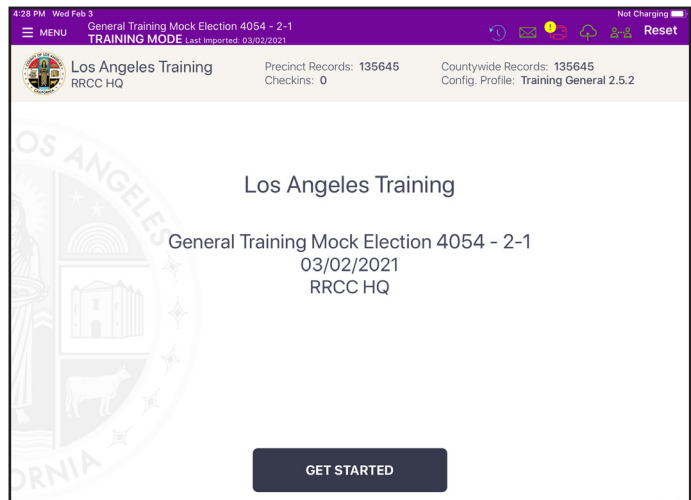 4:28 PM Wed Feb 3
Not Charging
MENU
General Training Mock Election 4054 - 2-1
TRAINING MODE Last Imported: 03/02/2021
!
Reset
Los Angeles Training
RRCC HQ
Precinct Records: 135645
Checkins: 0
Countywide Records: 135645
Config. Profile: Training General 2.5.2
OS ANGELES
Los Angeles Training
General Training Mock Election 4054 - 2-1
03/02/2021
RRCC HQ
ORNIA
GET STARTED